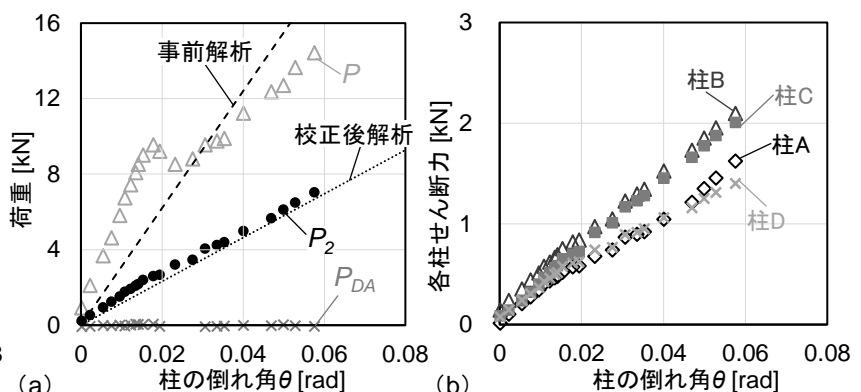 16
12
8
4
0
荷重 [kN]
事前解析
P
校正後解析
P2
PDA
0
0.02
0.04
0.06
0.08
柱の倒れ角θ [rad]
(a)
3
2
1
0
各柱せん断力 [kN]
柱B
柱C
柱A
柱D
0
0.02
0.04
0.06
0.08
柱の倒れ角θ [rad]
(b)